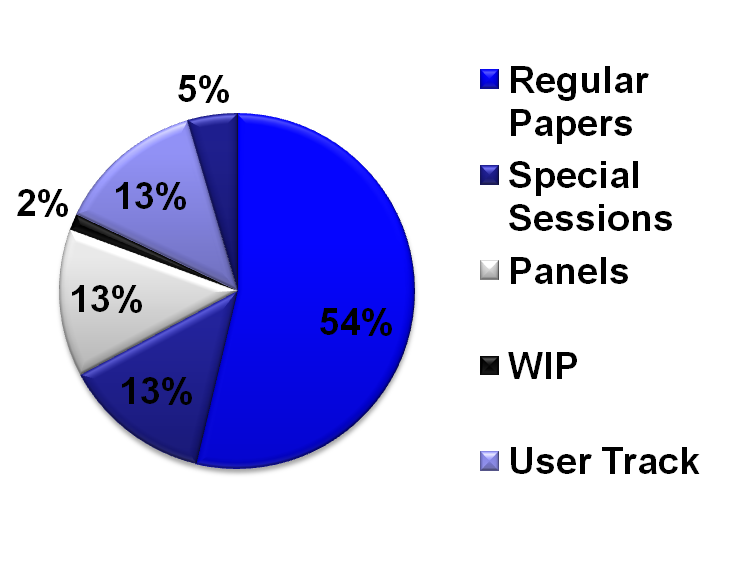 5%
13%
2%
13%
54%
13%
Regular
Papers
Special
Sessions
Panels
WIP
User Track